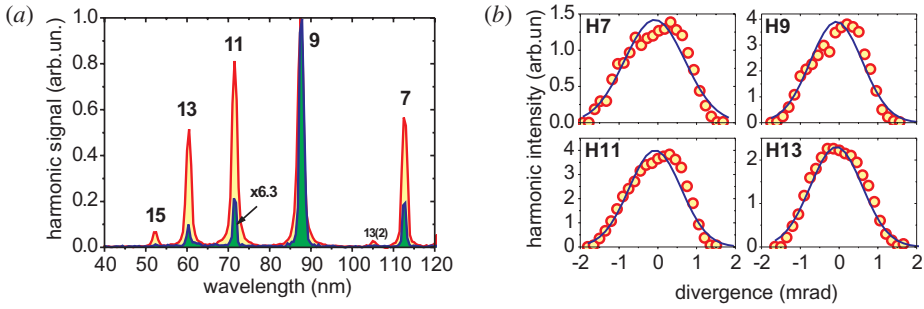 (a)
harmonic signal (arb.un.)
1.0
0.8
0.6
0.4
0.2
0.0
15
13
11
9
7
x6.3
13(2)
40 50 60 70 80 90 100 110 120
wavelength (nm)
(b)
harmonic intensity (arb.un.)
H7
1.5
1.0
0.5
0.0
H9
4
3
2
1
0
H11
4
3
2
1
0
-2 -1 0 1 2
H13
2
1
0
-2 -1 0 1 2
divergence (mrad)